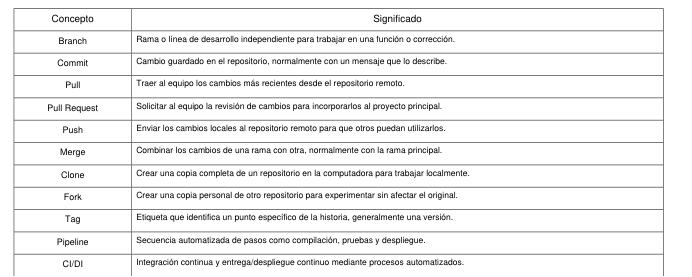 Concepto Significado
Branch Rama o línea de desarrollo independiente para trabajar en una función o corrección.
Commit Cambio guardado en el repositorio, normalmente con un mensaje que lo describe.
Pull Traer al equipo los cambios más recientes desde el repositorio remoto.
Pull Request Solicitar al equipo la revisión de cambios para incorporarlos al proyecto principal.
Push Enviar los cambios locales al repositorio remoto para que otros puedan utilizarlos.
Merge Combinar los cambios de una rama con otra, normalmente con la rama principal.
Clone Crear una copia completa de un repositorio en la computadora para trabajar localmente.
Fork Crear una copia personal de otro repositorio para experimentar sin afectar el original.
Tag Etiqueta que identifica un punto específico de la historia, generalmente una versión.
Pipeline Secuencia automatizada de pasos como compilación, pruebas y despliegue.
CI/DI Integración continua y entrega/despliegue continuo mediante procesos automatizados.